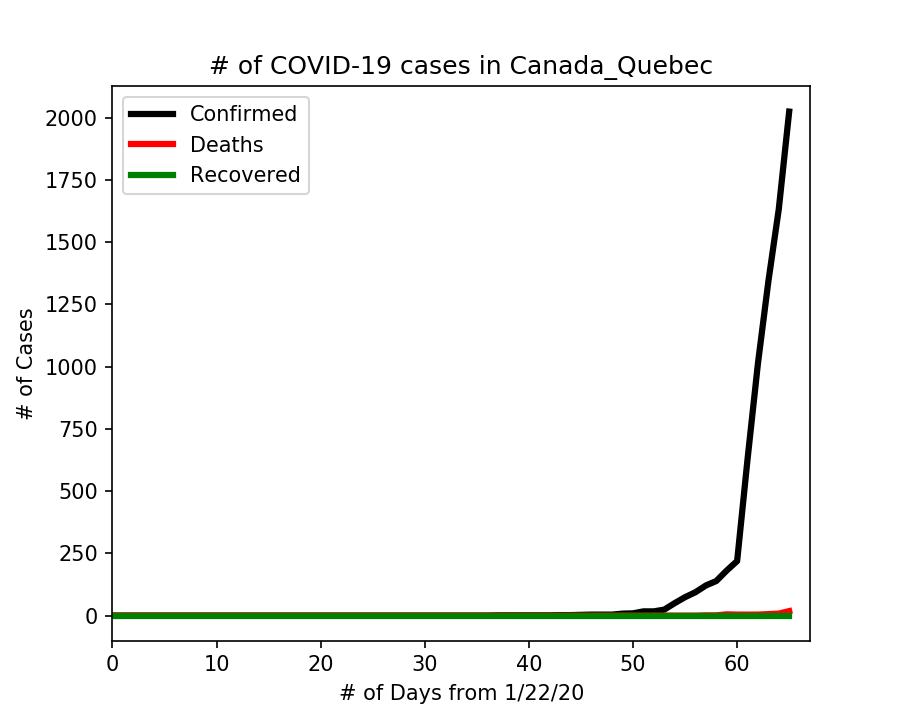 # of COVID-19 cases in Canada_Quebec
Confirmed
Deaths
Recovered
2000
1750
1500
1250
1000
750
500
250
0
# of Cases
0 10 20 30 40 50 60
# of Days from 1/22/20